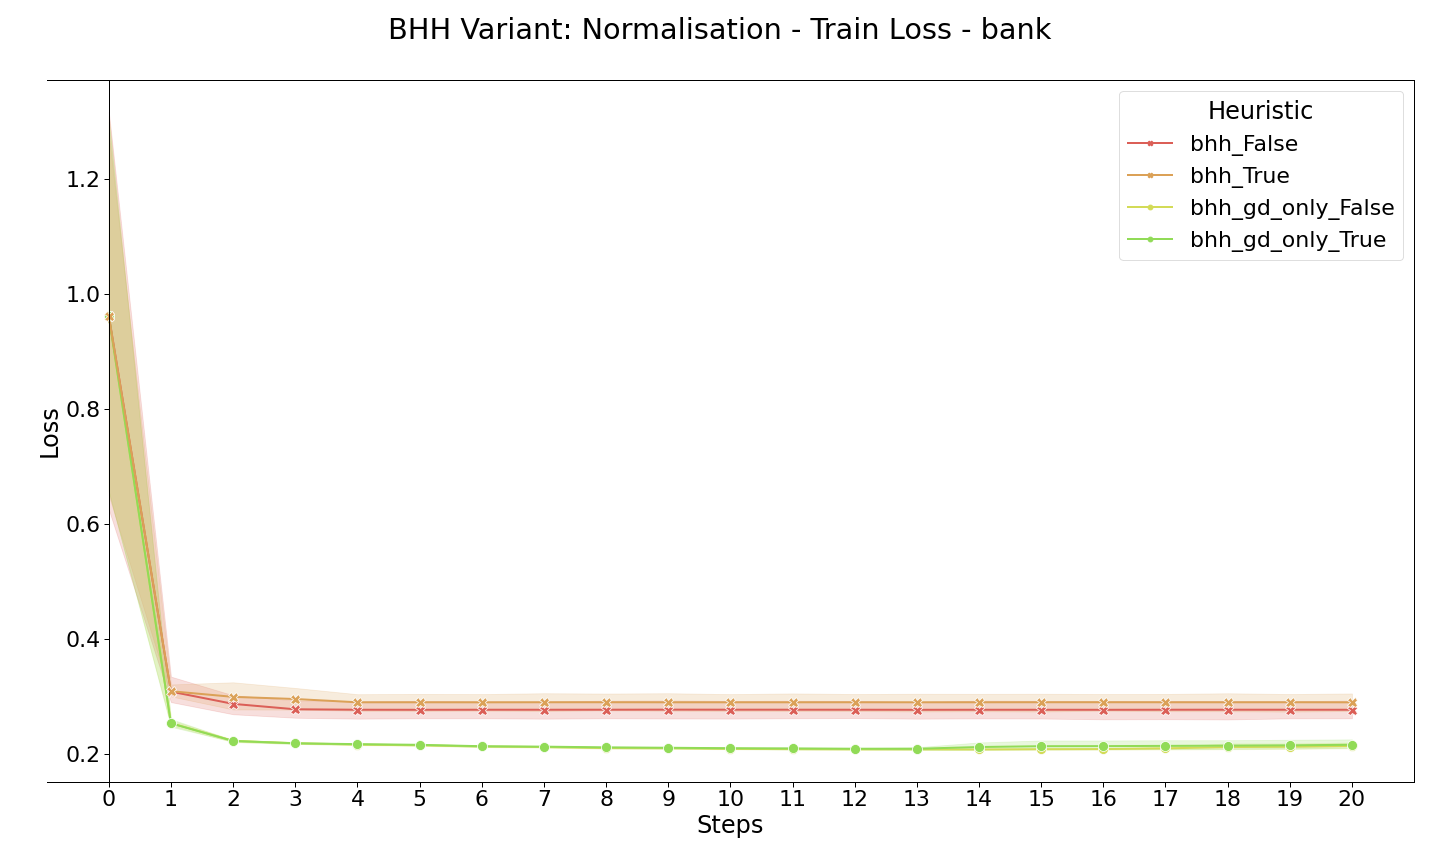 BHH Variant: Normalisation - Train Loss - bank
Heuristic
bhh_False
bhh_True
bhh_gd_only_False
bhh_gd_only_True
1.2
1.0
0.8
0.6
0.4
0.2
Loss
0 1 2 3 4 5 6 7 8 9 10 11 12 13 14 15 16 17 18 19 20
Steps